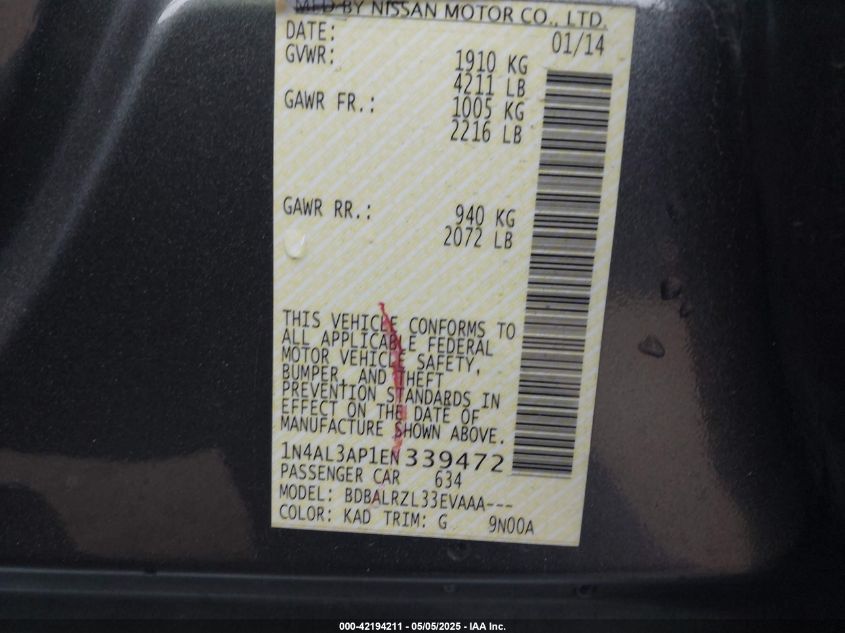 MFD BY NISSAN MOTOR CO., LTD.
DATE: 01/14
GVWR: 1910 KG
4211 LB
GAWR FR.: 1005 KG
2216 LB
GAWR RR.: 940 KG
2072 LB
THIS VEHICLE CONFORMS TO
ALL APPLICABLE FEDERAL
MOTOR VEHICLE SAFETY,
BUMPER, AND THEFT
PREVENTION STANDARDS IN
EFFECT ON THE DATE OF
MANUFACTURE SHOWN ABOVE.
1N4AL3AP1EN339472
PASSENGER CAR 634
MODEL: BDBALRZL33EVAAA---
COLOR: KAD TRIM: G 9N00A
000-42194211 - 05/05/2025 - IAA Inc.